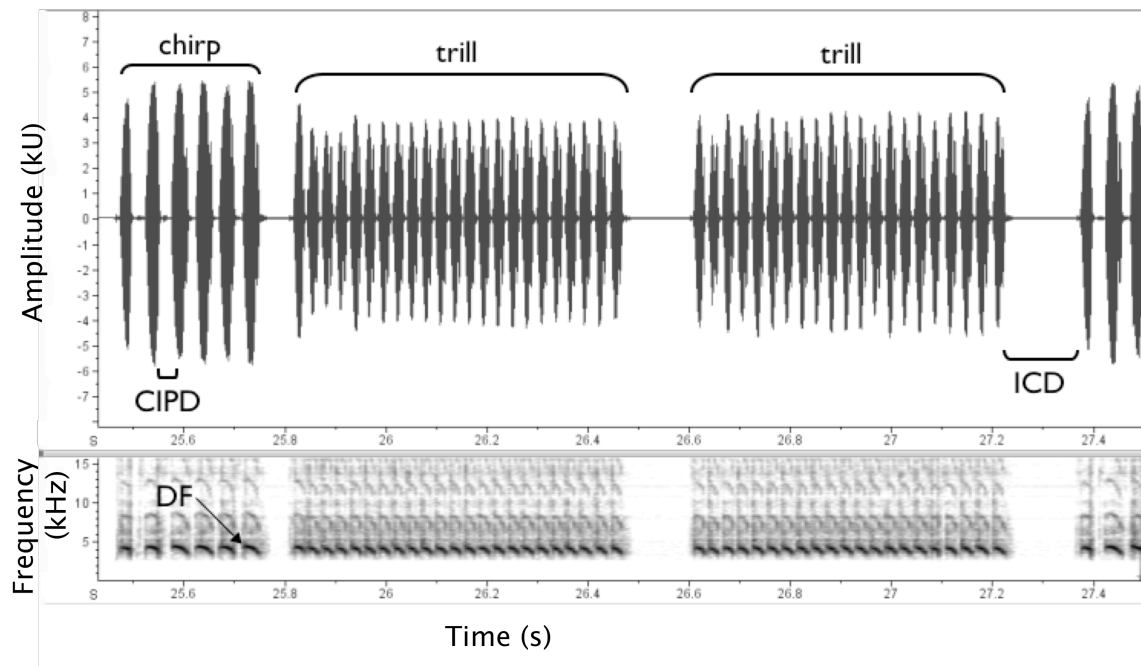 8
7
6
5
4
3
2
1
0
-1
-2
-3
-4
-5
-6
-7
Amplitude (kU)
chirp
trill
trill
CIPD
ICD
S 25.6 25.8 26 26.2 26.4 26.6 26.8 27 27.2 27.4
15
10
5
Frequency
(kHz)
DF
S 25.6 25.8 26 26.2 26.4 26.6 26.8 27 27.2 27.4
Time (s)